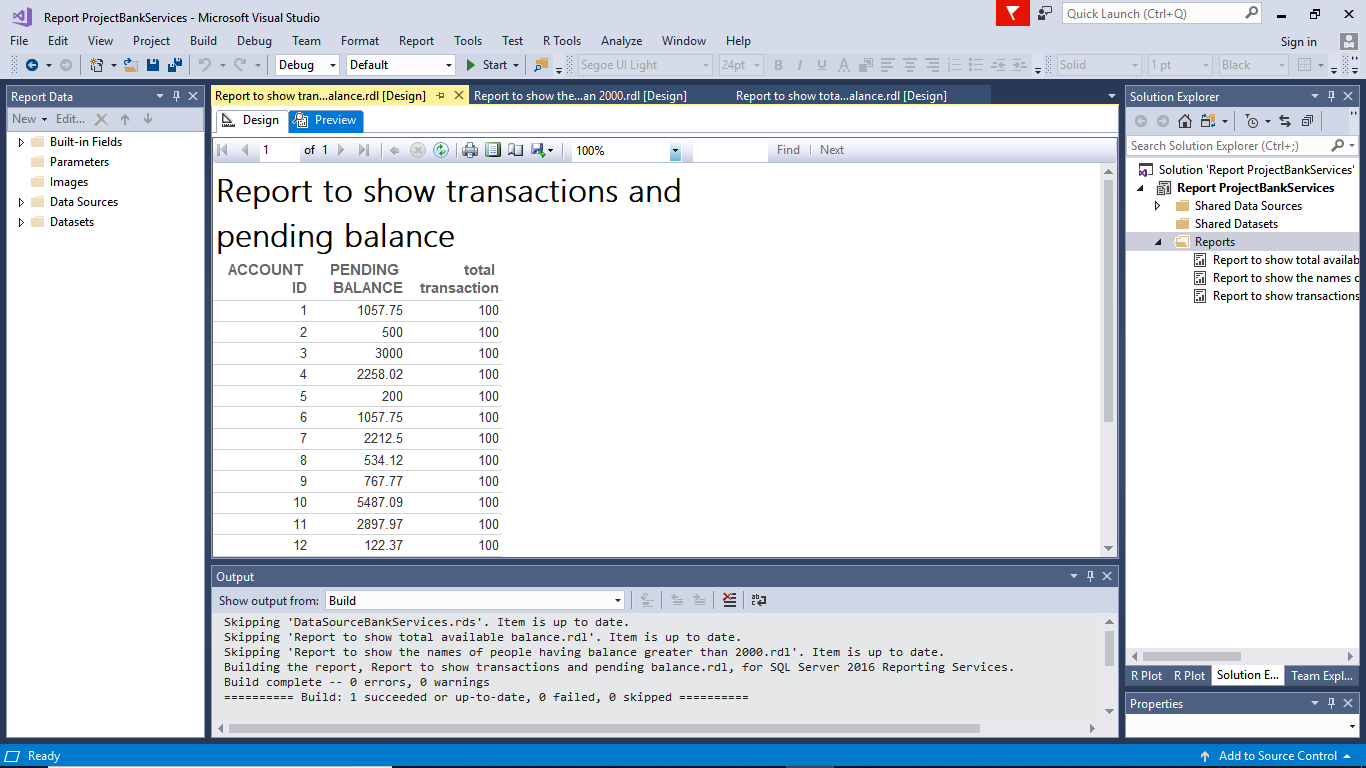 Report ProjectBankServices - Microsoft Visual Studio
Quick Launch (Ctrl+Q)
File Edit View Project Build Debug Team Format Report Tools Test R Tools Analyze Window Help
Sign in
Debug Default Start Segoe UI Light 24pt B I U A Solid 1 pt Black
Report Data
New Edit...
Built-in Fields
Parameters
Images
Data Sources
Datasets
Report to show tran...alance.rdl [Design] Report to show the...an 2000.rdl [Design] Report to show tota...alance.rdl [Design]
Design Preview
1 of 1 100% Find Next
Report to show transactions and
pending balance
ACCOUNT PENDING total
ID BALANCE transaction
1 1057.75 100
2 500 100
3 3000 100
4 2258.02 100
5 200 100
6 1057.75 100
7 2212.5 100
8 534.12 100
9 767.77 100
10 5487.09 100
11 2897.97 100
12 122.37 100
Output
Show output from: Build
Skipping 'DataSourceBankServices.rds'. Item is up to date.
Skipping 'Report to show total available balance.rdl'. Item is up to date.
Skipping 'Report to show the names of people having balance greater than 2000.rdl'. Item is up to date.
Building the report, Report to show transactions and pending balance.rdl, for SQL Server 2016 Reporting Services.
Build complete -- 0 errors, 0 warnings
========== Build: 1 succeeded or up-to-date, 0 failed, 0 skipped ==========
Solution Explorer
Search Solution Explorer (Ctrl+;)
Solution 'Report ProjectBankServices'
Report ProjectBankServices
Shared Data Sources
Shared Datasets
Reports
Report to show total availab
Report to show the names o
Report to show transactions
R Plot R Plot Solution E... Team Expl...
Properties
Ready
Add to Source Control